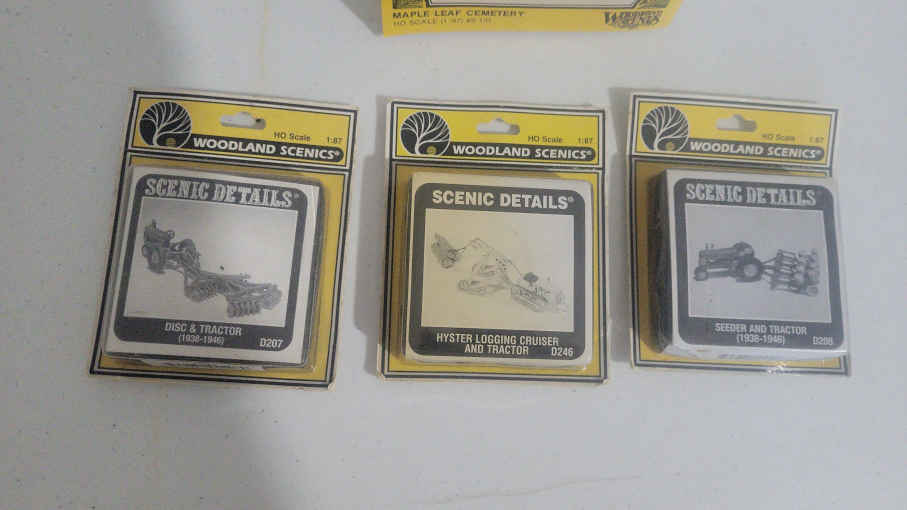 MAPLE LEAF CEMETERY
HO SCALE (1:87)
WOODLAND SCENICS
HO Scale 1:87
WOODLAND SCENICS®
SCENIC DETAILS®
DISC & TRACTOR
(1938-1946) D207
HO Scale 1:87
WOODLAND SCENICS®
SCENIC DETAILS®
HYSTER LOGGING CRUISER
AND TRACTOR D246
HO Scale 1:87
WOODLAND SCENICS®
SCENIC DETAILS®
SEEDER AND TRACTOR
(1938-1946) D208